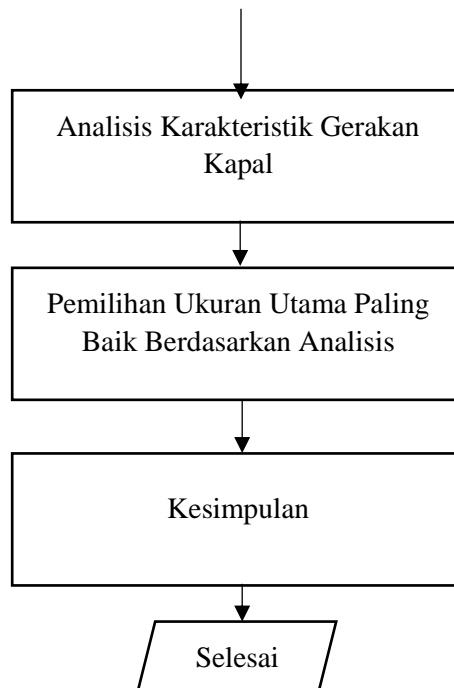 Analisis Karakteristik Gerakan
Kapal
Pemilihan Ukuran Utama Paling
Baik Berdasarkan Analisis
Kesimpulan
Selesai